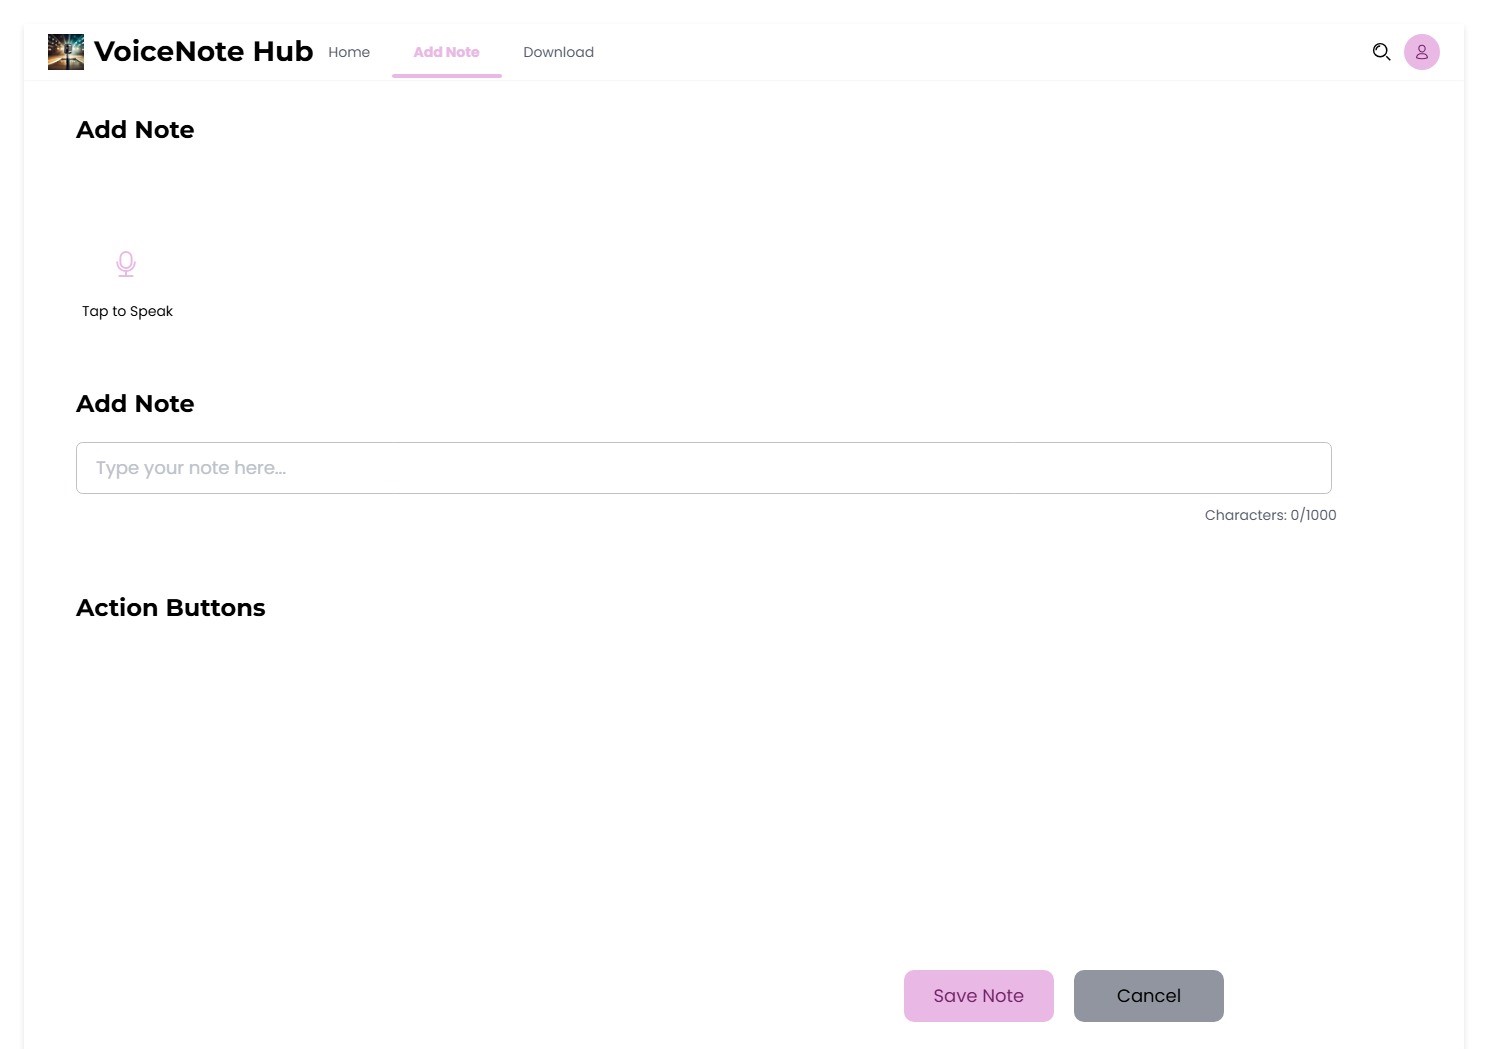 VoiceNote Hub Home Add Note Download
Add Note
Tap to Speak
Add Note
Type your note here...
Characters: 0/1000
Action Buttons
Save Note Cancel